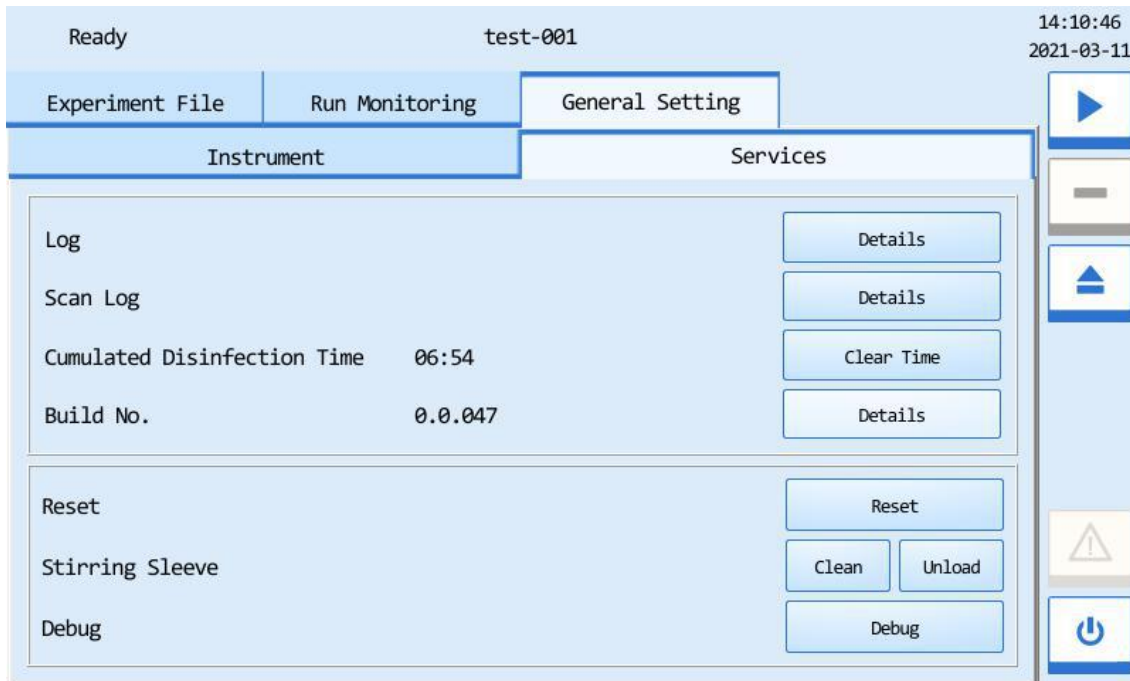 Ready test-001 14:10:46
2021-03-11
Experiment File Run Monitoring General Setting
Instrument Services
Log Details
Scan Log Details
Cumulated Disinfection Time 06:54 Clear Time
Build No. 0.0.047 Details
Reset Reset
Stirring Sleeve Clean Unload
Debug Debug